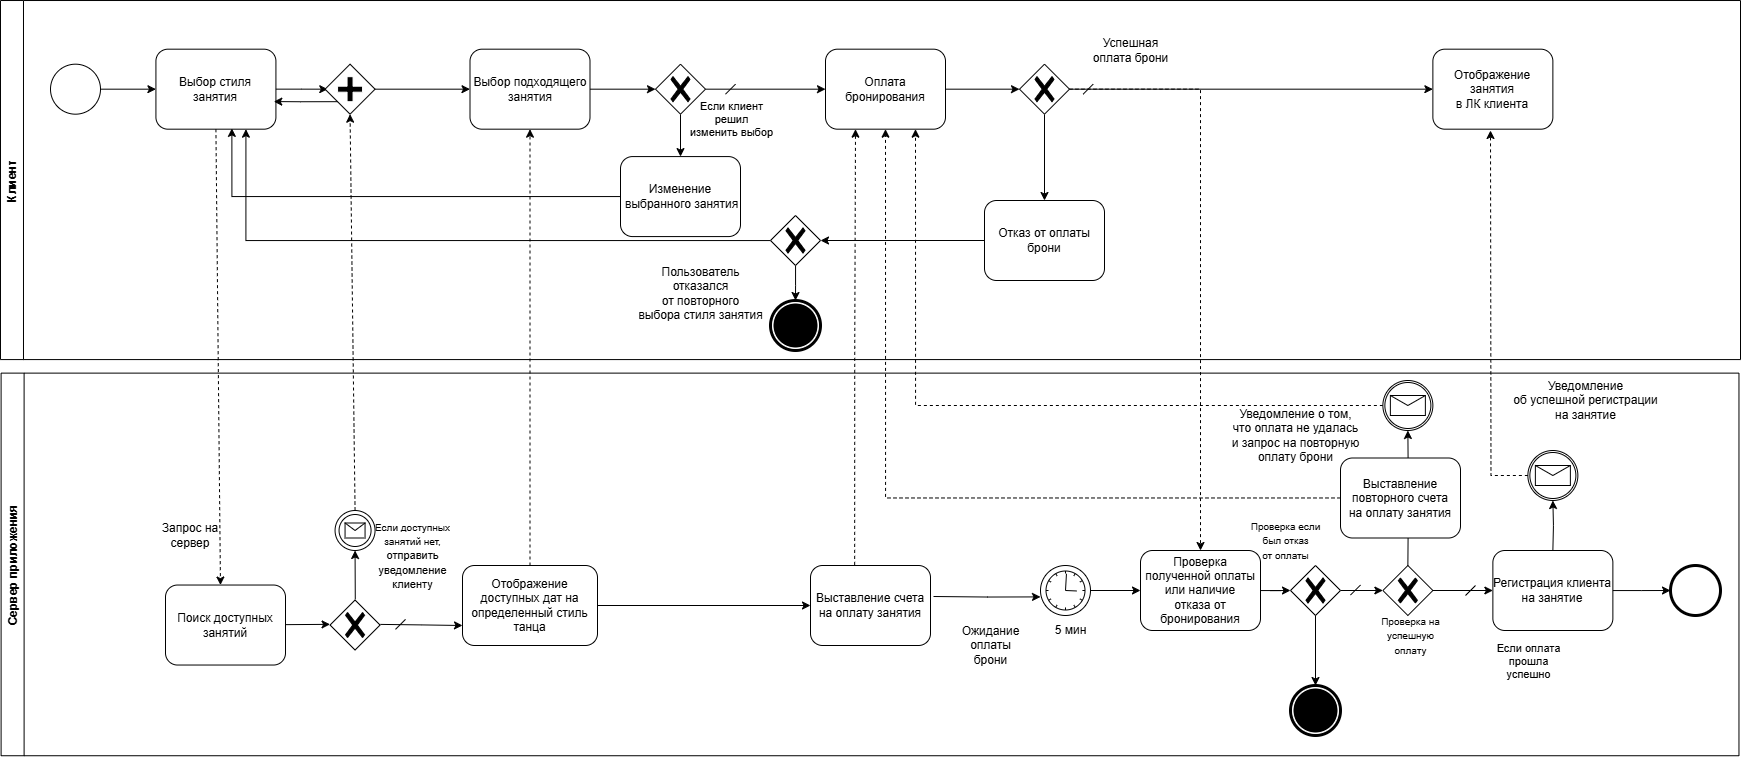 Клиент
Выбор стиля
занятия
Выбор подходящего
занятия
Если клиент
решил
изменить выбор
Изменение
выбранного занятия
Оплата
бронирования
Успешная
оплата брони
Отображение
занятия
в ЛК клиента
Отказ от оплаты
брони
Пользователь
отказался
от повторного
выбора стиля занятия
Сервер приложения
Запрос на
сервер
Поиск доступных
занятий
Если доступных
занятий нет,
отправить
уведомление
клиенту
Отображение
доступных дат на
определенный стиль
танца
Выставление счета
на оплату занятия
Ожидание
оплаты
брони
5 мин
Проверка
полученной оплаты
или наличие
отказа от
бронирования
Проверка если
был отказ
от оплаты
Уведомление о том,
что оплата не удалась
и запрос на повторную
оплату брони
Выставление
повторного счета
на оплату занятия
Проверка на
успешную
оплату
Уведомление
об успешной регистрации
на занятие
Регистрация клиента
на занятие
Если оплата
прошла
успешно